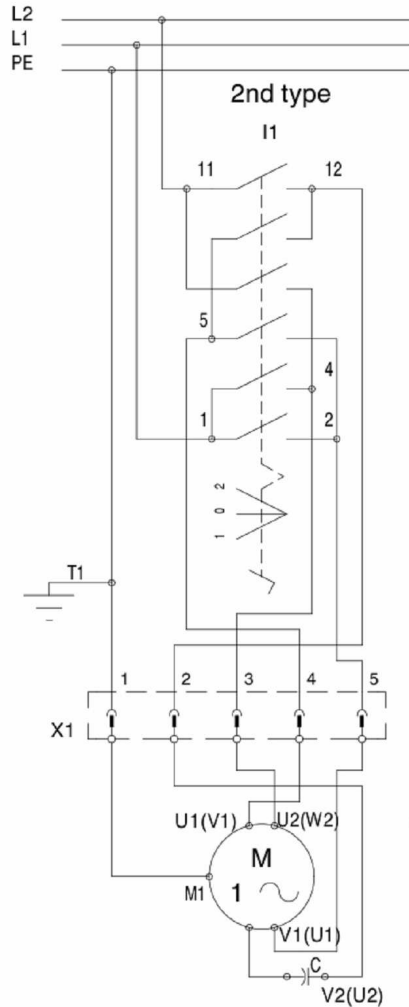 L2
L1
PE
2nd type
I1
11 12
5
4
1 2
1 0 2
T1
1 2 3 4 5
X1
U1(V1) U2(W2)
M
M1 1
V1(U1)
C
V2(U2)